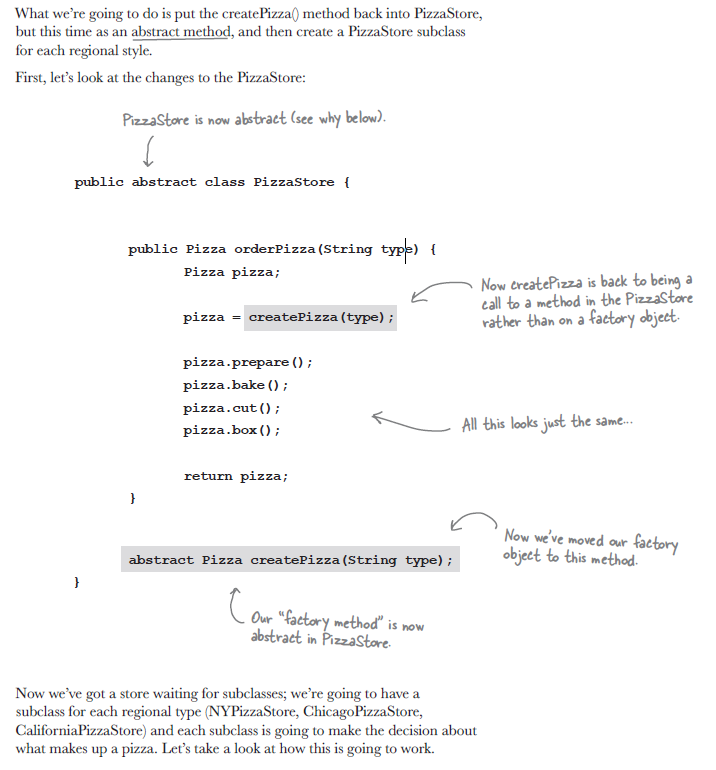 What we're going to do is put the createPizza() method back into PizzaStore,
but this time as an abstract method, and then create a PizzaStore subclass
for each regional style.
First, let's look at the changes to the PizzaStore:
PizzaStore is now abstract (see why below).
public abstract class PizzaStore {
public Pizza orderPizza(String type) {
Pizza pizza;
pizza = createPizza(type);
Now createPizza is back to being a
call to a method in the PizzaStore
rather than on a factory object.
pizza.prepare();
pizza.bake();
pizza.cut();
pizza.box();
All this looks just the same...
return pizza;
}
Now we've moved our factory
object to this method.
abstract Pizza createPizza(String type);
}
Our "factory method" is now
abstract in PizzaStore.
Now we've got a store waiting for subclasses; we're going to have a
subclass for each regional type (NYPizzaStore, ChicagoPizzaStore,
CaliforniaPizzaStore) and each subclass is going to make the decision about
what makes up a pizza. Let's take a look at how this is going to work.